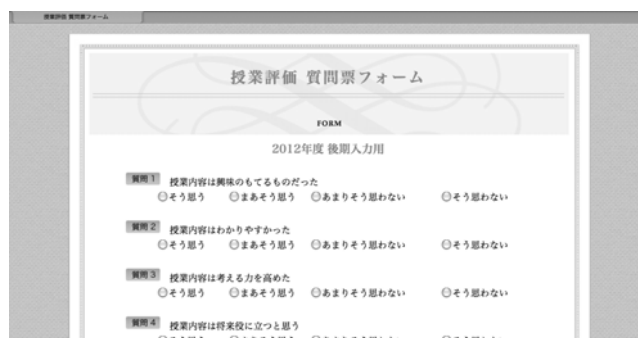 授業評価 質問票フォーム
授業評価 質問票フォーム
FORM
2012年度 後期入力用
質問 1 授業内容は興味のもてるものだった
そう思う まあそう思う あまりそう思わない そう思わない
質問 2 授業内容はわかりやすかった
そう思う まあそう思う あまりそう思わない そう思わない
質問 3 授業内容は考える力を高めた
そう思う まあそう思う あまりそう思わない そう思わない
質問 4 授業内容は将来役に立つと思う